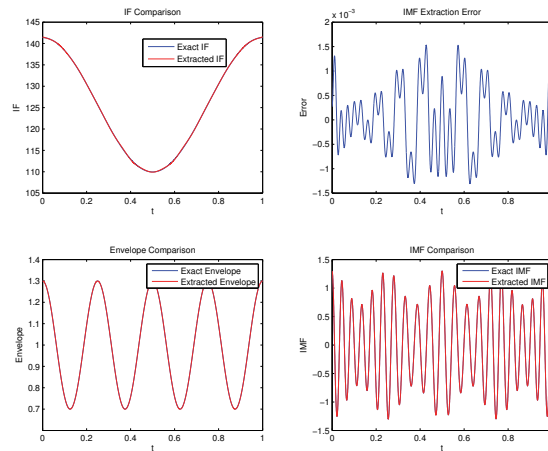 IF Comparison
145
140
135
130
125
120
115
110
105
IF
0
0.2
0.4
0.6
0.8
1
t
Exact IF
Extracted IF
IMF Extraction Error
x 10⁻³
2
1.5
1
0.5
0
−0.5
−1
−1.5
Error
0
0.2
0.4
0.6
0.8
t
Envelope Comparison
1.4
1.3
1.2
1.1
1
0.9
0.8
0.7
Envelope
0
0.2
0.4
0.6
0.8
1
t
Exact Envelope
Extracted Envelope
IMF Comparison
1.5
1
0.5
0
−0.5
−1
−1.5
IMF
0
0.2
0.4
0.6
0.8
t
Exact IMF
Extracted IMF